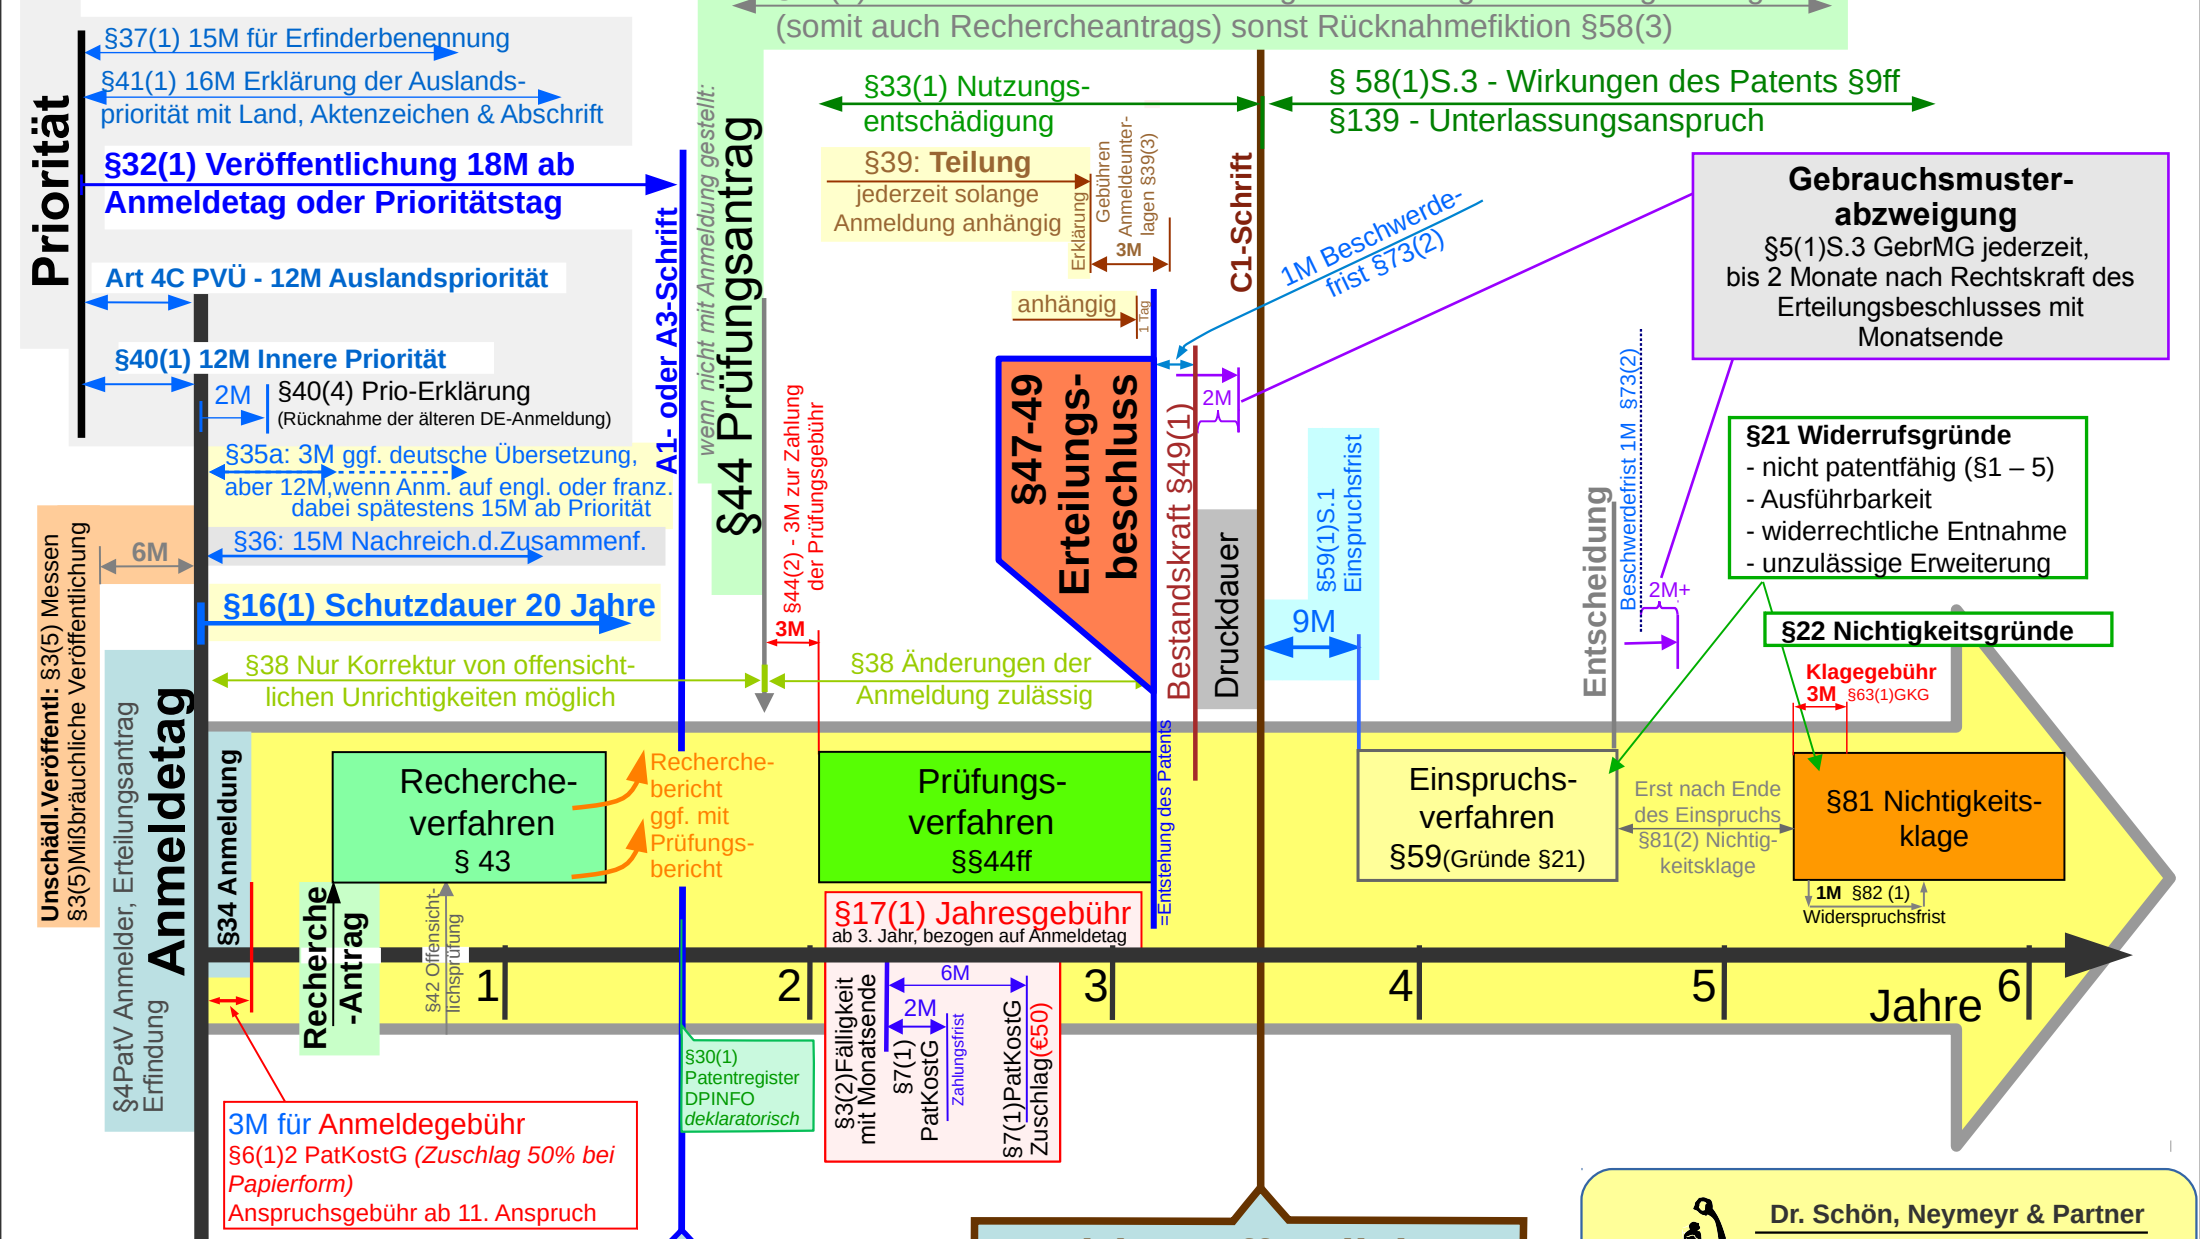 (somit auch Rechercheantrags) sonst Rücknahmefiktion §58(3)
Priorität
§37(1) 15M für Erfinderbenennung
§41(1) 16M Erklärung der Auslands-
priorität mit Land, Aktenzeichen & Abschrift
§32(1) Veröffentlichung 18M ab
Anmeldetag oder Prioritätstag
Art 4C PVÜ - 12M Auslandspriorität
§40(1) 12M Innere Priorität
2M
§40(4) Prio-Erklärung
(Rücknahme der älteren DE-Anmeldung)
§35a: 3M ggf. deutsche Übersetzung,
aber 12M,wenn Anm. auf engl. oder franz.
dabei spätestens 15M ab Priorität
§36: 15M Nachreich.d.Zusammenf.
§16(1) Schutzdauer 20 Jahre
§38 Nur Korrektur von offensicht-
lichen Unrichtigkeiten möglich
A1- oder A3-Schrift
wenn nicht mit Anmeldung gestellt:
§44 Prüfungsantrag
§44(2) - 3M zur Zahlung
der Prüfungsgebühr
3M
§33(1) Nutzungs-
entschädigung
§39: Teilung
jederzeit solange
Anmeldung anhängig
Erklärung
Gebühren
Anmeldeunter-
lagen §39(3)
3M
anhängig
1 Tag
§47-49
Erteilungs-
beschluss
§38 Änderungen der
Anmeldung zulässig
C1-Schrift
1M Beschwerde-
frist §73(2)
2M
Bestandskraft §49(1)
Druckdauer
=Entstehung des Patents
§ 58(1)S.3 - Wirkungen des Patents §9ff
§139 - Unterlassungsanspruch
Gebrauchsmuster-
abzweigung
§5(1)S.3 GebrMG jederzeit,
bis 2 Monate nach Rechtskraft des
Erteilungsbeschlusses mit
Monatsende
§59(1)S.1
Einspruchsfrist
9M
Entscheidung
Beschwerdefrist 1M §73(2)
2M+
§21 Widerrufsgründe
- nicht patentfähig (§1 – 5)
- Ausführbarkeit
- widerrechtliche Entnahme
- unzulässige Erweiterung
§22 Nichtigkeitsgründe
Klagegebühr
3M §63(1)GKG
Unschädl.Veröffentl: §3(5) Messen
§3(5)Mißbräuchliche Veröffentlichung
6M
§4PatV Anmelder, Erteilungsantrag
Erfindung
Anmeldetag
§34 Anmeldung
Recherche-
verfahren
§ 43
Recherche-
bericht
ggf. mit
Prüfungs-
bericht
Prüfungs-
verfahren
§§44ff
Einspruchs-
verfahren
§59(Gründe §21)
Erst nach Ende
des Einspruchs
§81(2) Nichtig-
keitsklage
§81 Nichtigkeits-
klage
1M §82 (1)
Widerspruchsfrist
Recherche
-Antrag
§42 Offensicht-
lichsprüfung
§17(1) Jahresgebühr
ab 3. Jahr, bezogen auf Anmeldetag
1
2
3
4
5
6
Jahre
§3(2)Fälligkeit
mit Monatsende
6M
2M
§7(1)
PatKostG
Zahlungsfrist
§7(1)PatKostG
Zuschlag(€50)
§30(1)
Patentregister
DPINFO
deklaratorisch
3M für Anmeldegebühr
§6(1)2 PatKostG (Zuschlag 50% bei
Papierform)
Anspruchsgebühr ab 11. Anspruch
Dr. Schön, Neymeyr & Partner